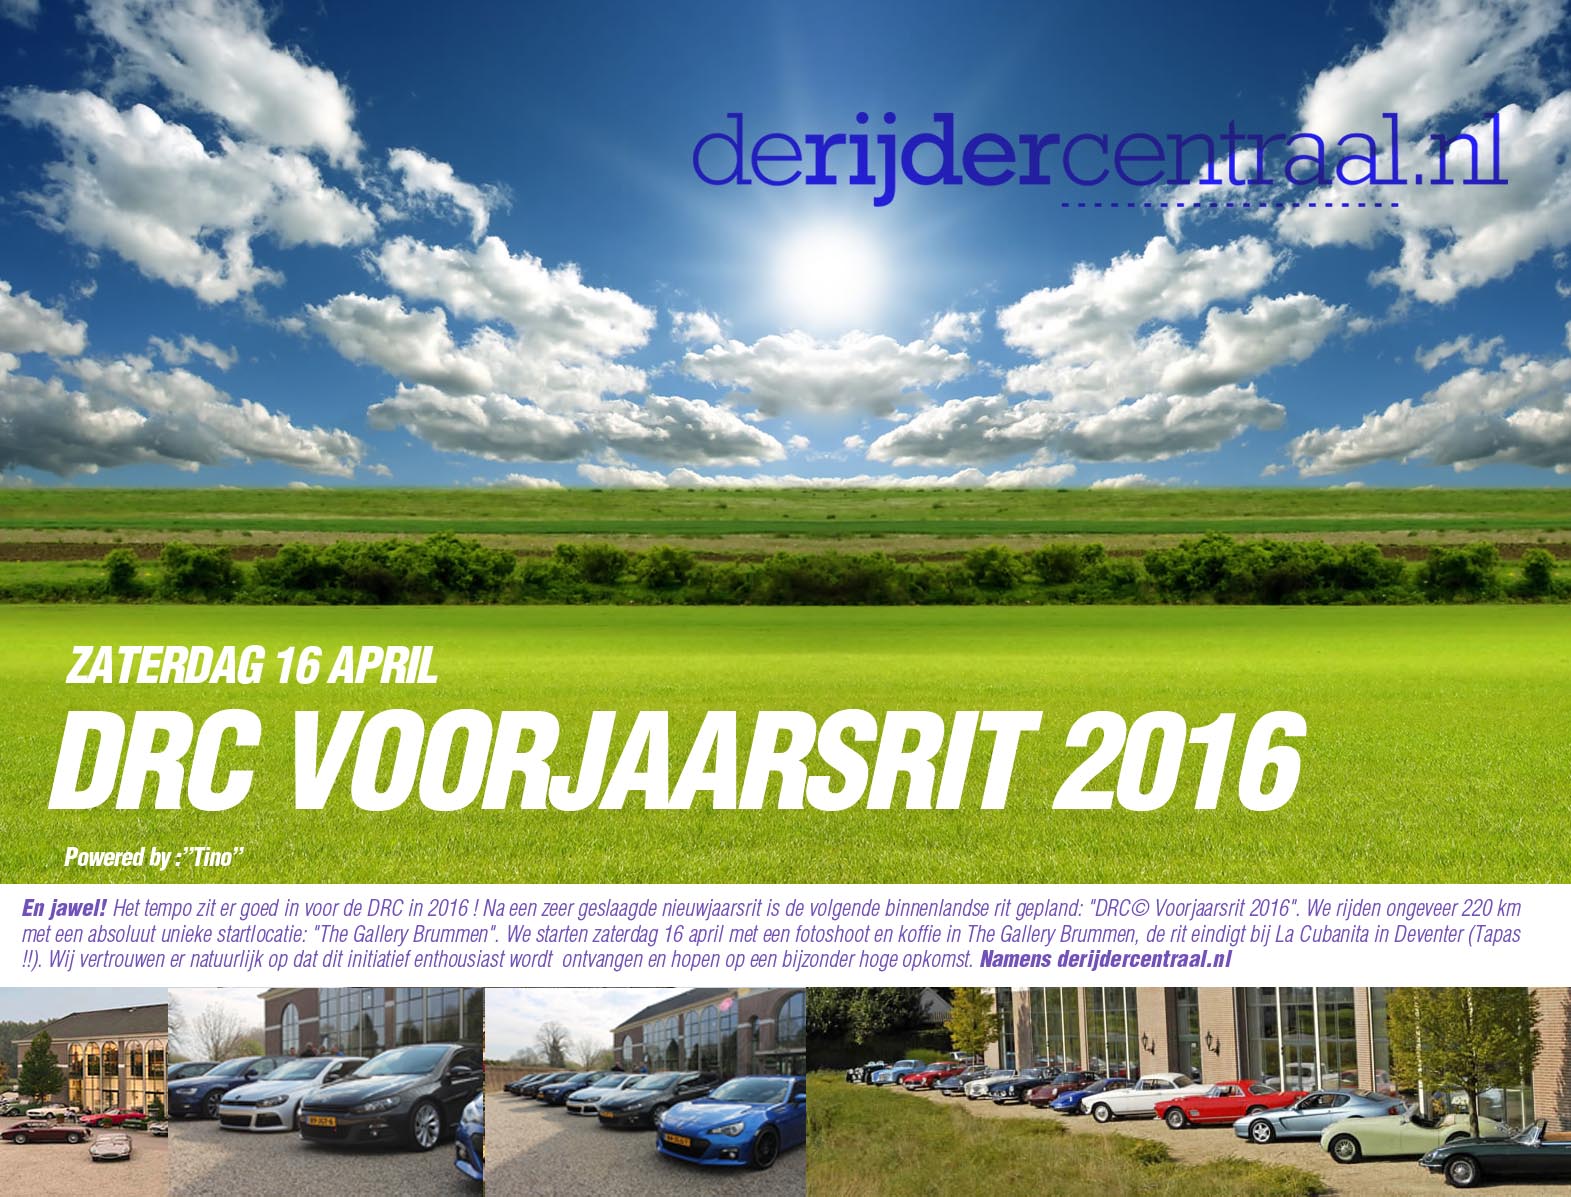 derijdercentraal.nl
ZATERDAG 16 APRIL
DRC VOORJAARSRIT 2016
Powered by :"Tino"
En jawel! Het tempo zit er goed in voor de DRC in 2016 ! Na een zeer geslaagde nieuwjaarsrit is de volgende binnenlandse rit gepland: "DRC© Voorjaarsrit 2016". We rijden ongeveer 220 km
met een absoluut unieke startlocatie: "The Gallery Brummen". We starten zaterdag 16 april met een fotoshoot en koffie in The Gallery Brummen, de rit eindigt bij La Cubanita in Deventer (Tapas
!!). Wij vertrouwen er natuurlijk op dat dit initiatief enthousiast wordt ontvangen en hopen op een bijzonder hoge opkomst. Namens derijdercentraal.nl